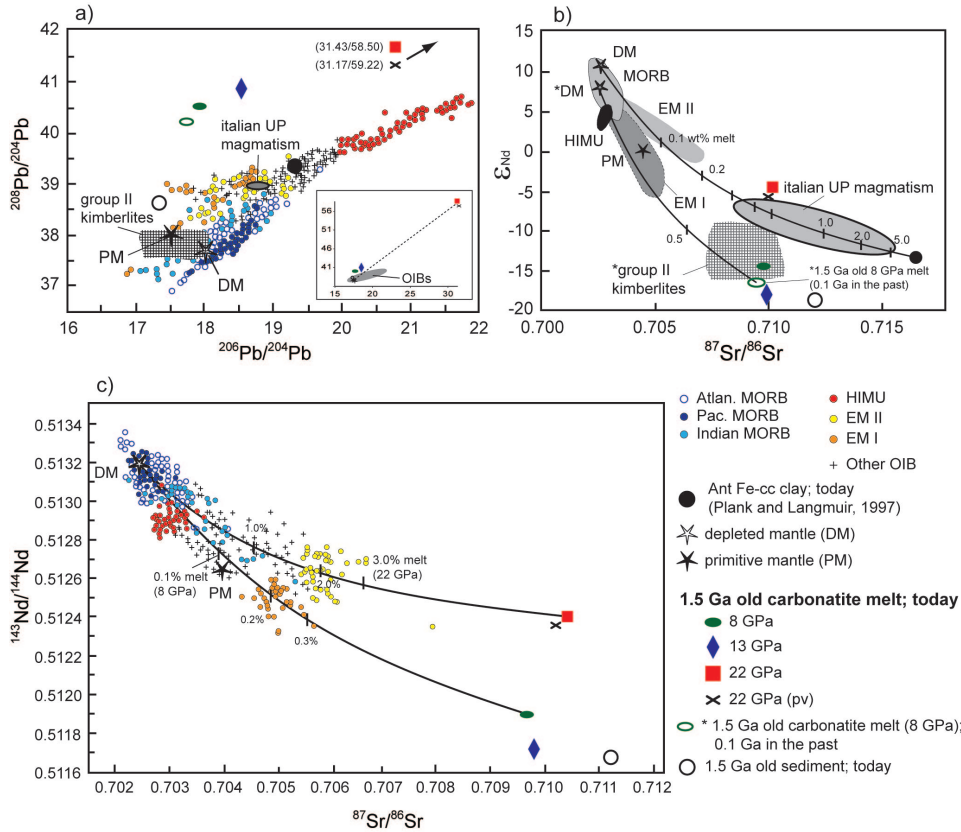 a)
208Pb/204Pb
42
41
40
39
38
37
(31.43/58.50)
(31.17/59.22)
italian UP
magmatism
group II
kimberlites
PM
DM
56
51
46
41
OIBs
15
20
25
30
16
17
18
19
20
21
22
206Pb/204Pb
b)
εNd
15
10
5
0
-5
-10
-15
-20
DM
MORB
*DM
EM II
HIMU
0.1 wt% melt
PM
0.2
EM I
italian UP magmatism
0.5
1.0
2.0
5.0
*group II
kimberlites
*1.5 Ga old 8 GPa melt
(0.1 Ga in the past)
0.700
0.705
0.710
0.715
87Sr/86Sr
c)
143Nd/144Nd
0.5134
0.5132
0.5130
0.5128
0.5126
0.5124
0.5122
0.5120
0.5118
0.5116
DM
1.0%
3.0% melt
(22 GPa)
0.1% melt
(8 GPa)
2.0%
PM
0.2%
0.3%
0.702
0.703
0.704
0.705
0.706
0.707
0.708
0.709
0.710
0.711
0.712
87Sr/86Sr
Atlan. MORB
HIMU
Pac. MORB
EM II
Indian MORB
EM I
Other OIB
Ant Fe-cc clay; today
(Plank and Langmuir,
1997)
depleted mantle (DM)
primitive mantle (PM)
1.5 Ga old carbonatite melt; today
8 GPa
13 GPa
22 GPa
22 GPa (pv)
* 1.5 Ga old carbonatite melt (8 GPa);
0.1 Ga in the past
1.5 Ga old sediment; today